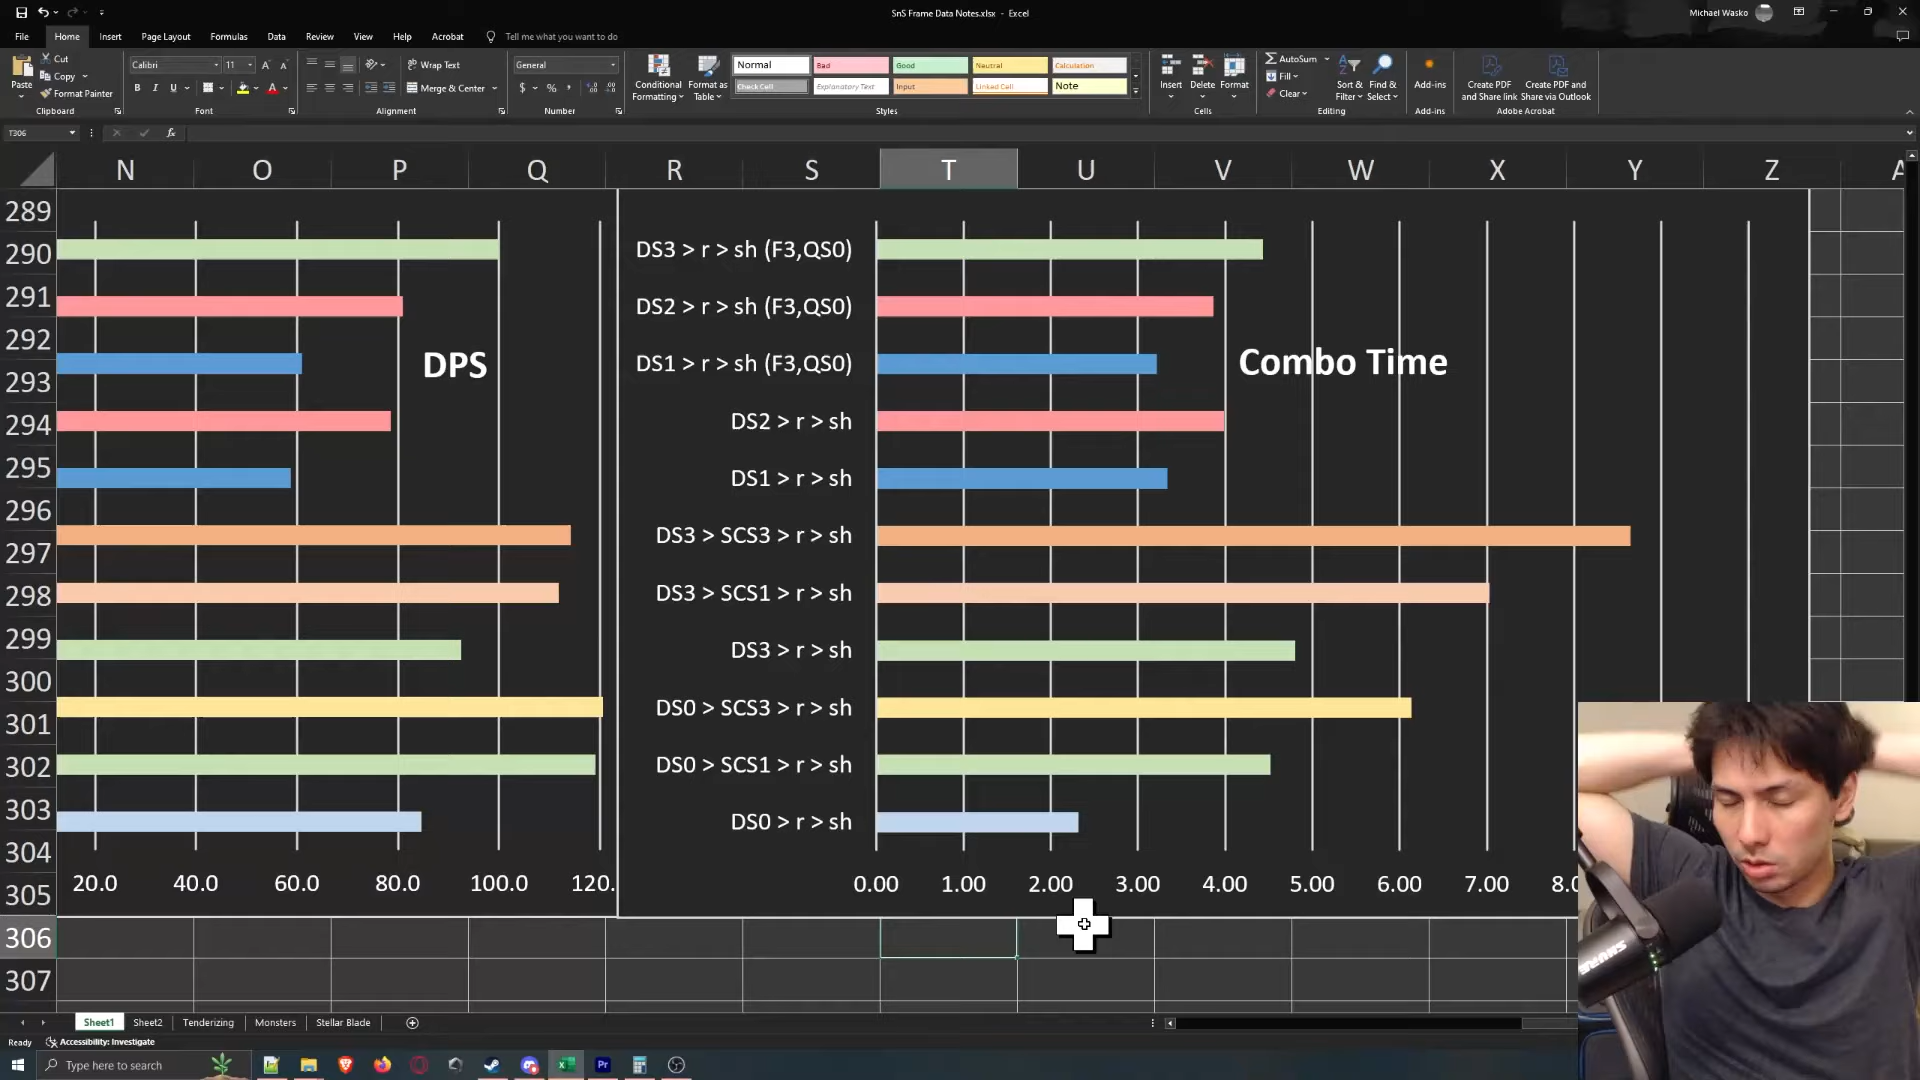 SnS Frame Data Notes.xlsx - Excel
Michael Wasko
File Home Insert Page Layout Formulas Data Review View Help Acrobat Tell me what you want to do
Paste
Cut
Copy
Format Painter
Clipboard
Calibri 11
B I U
Font
Wrap Text
Merge & Center
Alignment
General
$ % ,
Number
Conditional Formatting
Format as Table
Normal Bad Good Neutral Calculation
Check Cell Explanatory Text Input Linked Cell Note
Styles
Insert Delete Format
Cells
AutoSum
Fill
Clear
Sort & Filter
Find & Select
Editing
Add-ins
Add-ins
Create PDF and Share link
Create PDF and Share via Outlook
Adobe Acrobat
T306 fx
N O P Q R S T U V W X Y Z A
289
290
291
292
293
294
295
296
297
298
299
300
301
302
303
304
305
306
307
DPS
20.0 40.0 60.0 80.0 100.0 120.
DS3 > r > sh (F3,QS0)
DS2 > r > sh (F3,QS0)
DS1 > r > sh (F3,QS0)
Combo Time
DS2 > r > sh
DS1 > r > sh
DS3 > SCS3 > r > sh
DS3 > SCS1 > r > sh
DS3 > r > sh
DS0 > SCS3 > r > sh
DS0 > SCS1 > r > sh
DS0 > r > sh
0.00 1.00 2.00 3.00 4.00 5.00 6.00 7.00 8.0
SHURE
Sheet1 Sheet2 Tenderizing Monsters Stellar Blade
Ready Accessibility: Investigate
Type here to search
Pr